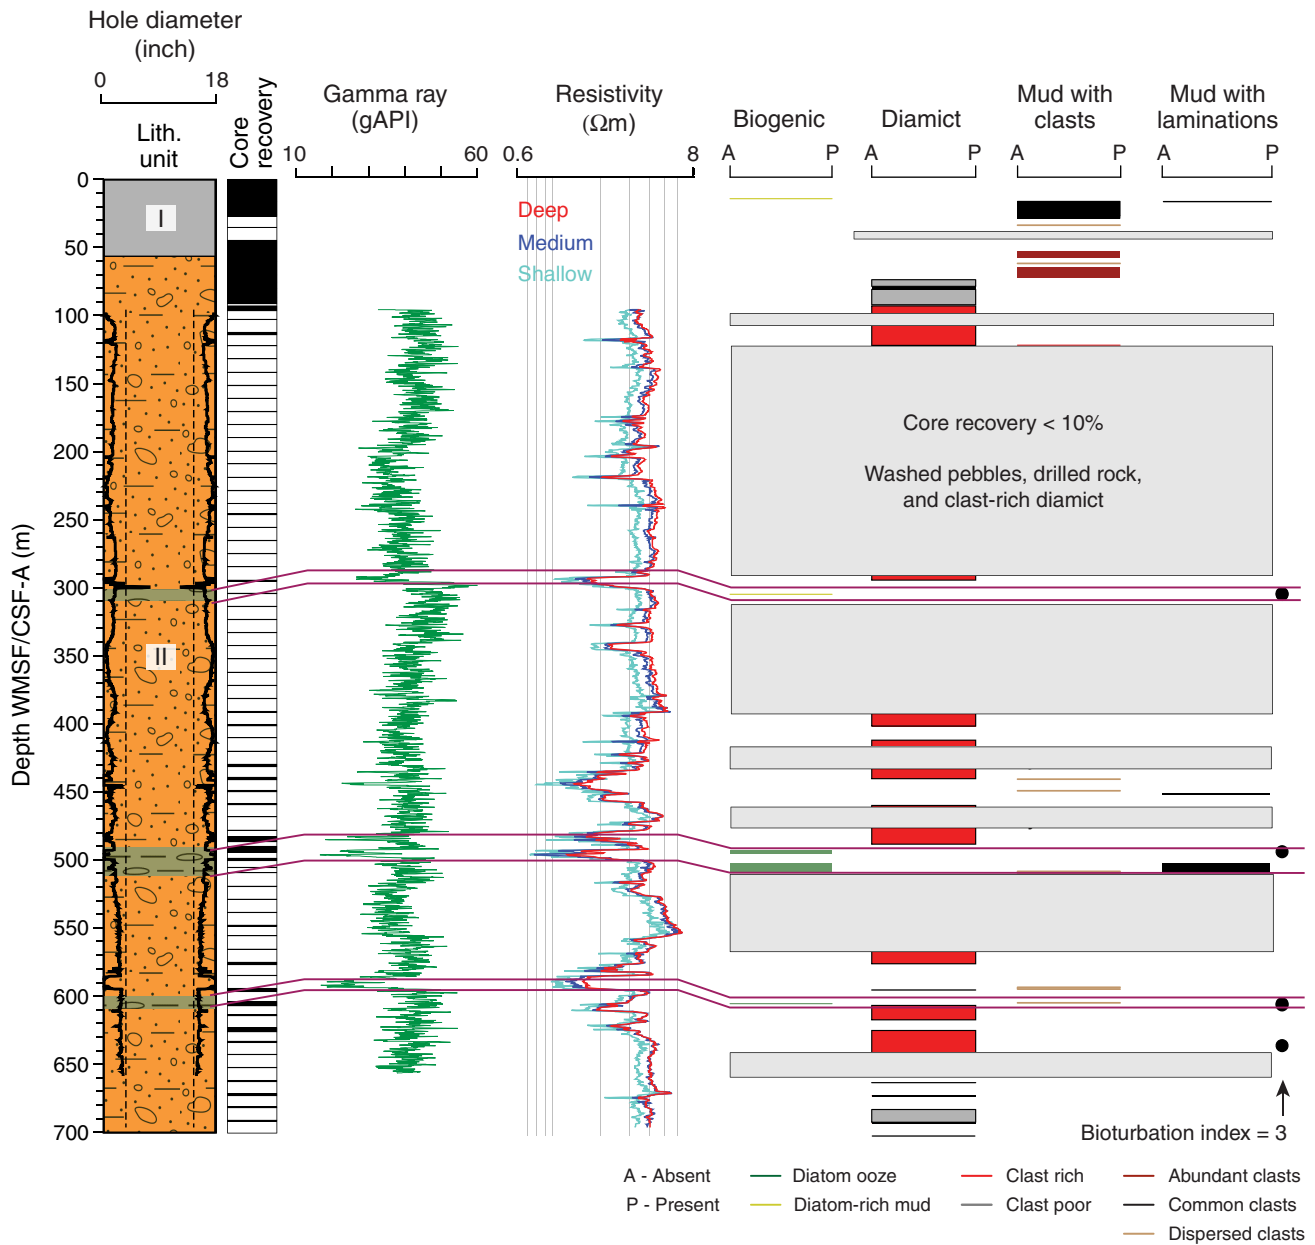 Hole diameter
(inch)
0 18
Lith.
unit
Core
recovery
Gamma ray
(gAPI)
10 60
Resistivity
(Ωm)
0.6 8
Biogenic
A P
Diamict
A P
Mud with
clasts
A P
Mud with
laminations
A P
Deep
Medium
Shallow
Depth WMSF/CSF-A (m)
0
50
100
150
200
250
300
350
400
450
500
550
600
650
700
I
II
Core recovery < 10%
Washed pebbles, drilled rock,
and clast-rich diamict
Bioturbation index = 3
A - Absent
P - Present
Diatom ooze
Diatom-rich mud
Clast rich
Clast poor
Abundant clasts
Common clasts
Dispersed clasts